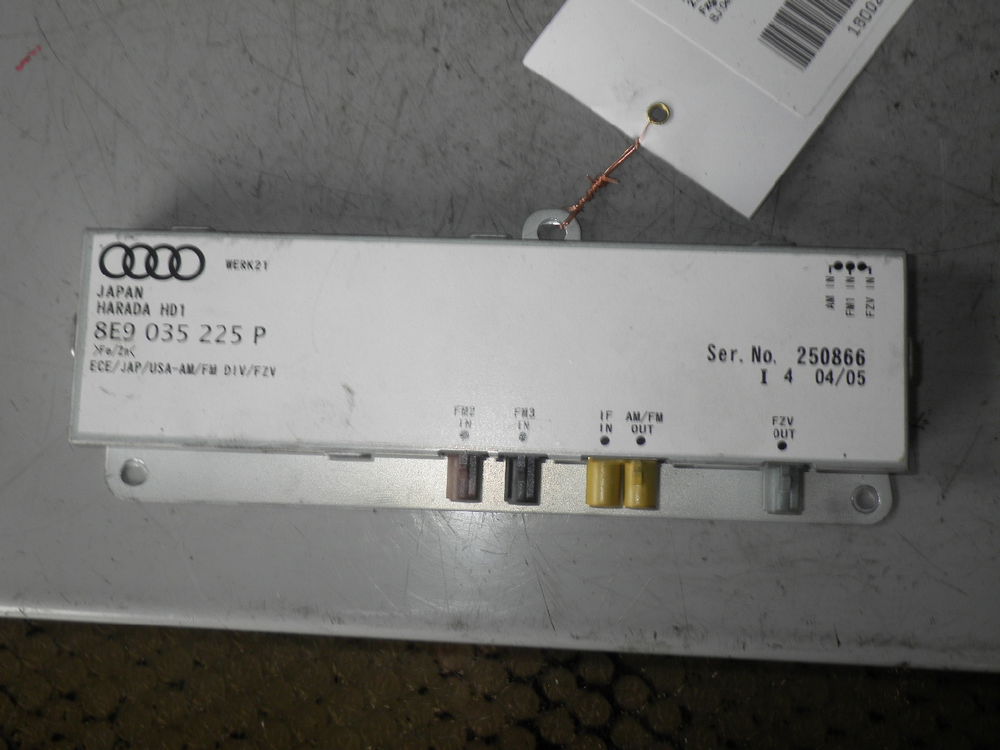 WERK21
JAPAN
HARADA HD1
8E9 035 225 P
>Fe/Zn<
ECE/JAP/USA-AM/FM DIV/FZV
AM IN
FM1 IN
FZV IN
Ser. No. 250866
I 4 04/05
FM2
IN
FM3
IN
IF
IN
AM/FM
OUT
FZV
OUT